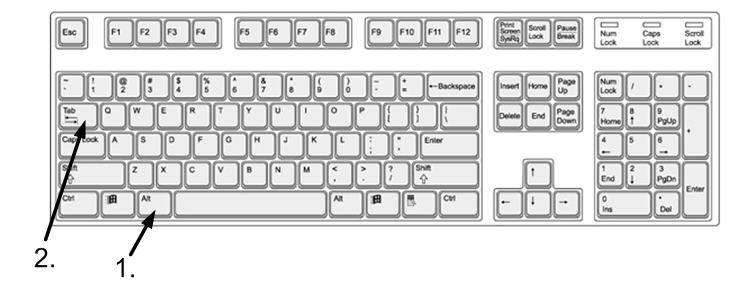 Esc F1 F2 F3 F4 F5 F6 F7 F8 F9 F10 F11 F12 Print Screen SysRq Scroll Lock Pause Break Num Lock Caps Lock Scroll Lock
~ ` ! 1 @ 2 # 3 $ 4 % 5 ^ 6 & 7 * 8 ( 9 ) 0 - + = ←Backspace Insert Home Page Up Num Lock / -
Tab Q W E R T Y U I O P { [ } ] | \ Delete End Page Down 7 Home 8 ↑ 9 PgUp +
Caps Lock A S D F G H J K L : ; " Enter 4 ← 5 6 →
Shift Z X C V B N M < , > . ? / Shift ↑ 1 End 2 ↓ 3 PgDn Enter
Ctrl Alt Alt Ctrl ← ↓ → 0 Ins . Del
2.
1.